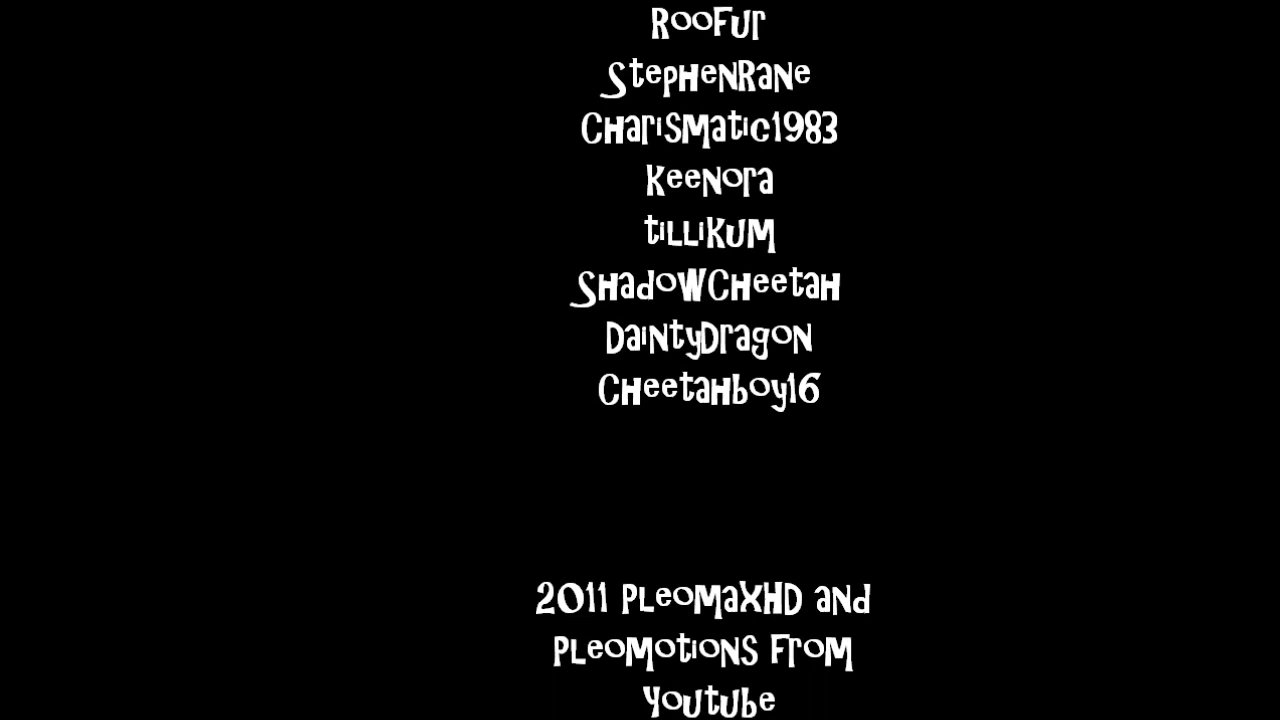 RooFur
StephenRane
Charismatic1983
Keenora
tillikum
ShadowCheetah
DaintyDragon
Cheetahboy16
2011 PleomaxHD and
Pleomotions From
Youtube